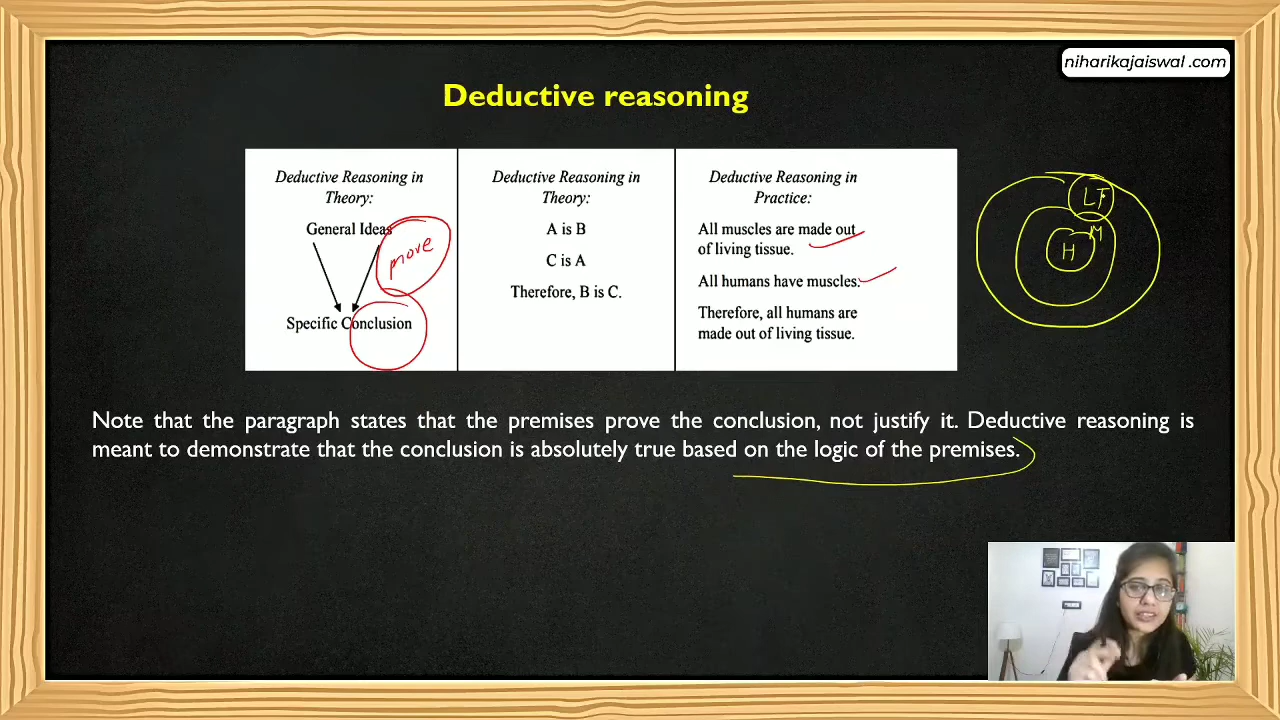 niharikajaiswal .com
Deductive reasoning
Deductive Reasoning in
Theory:
General Ideas
prove
Specific Conclusion
Deductive Reasoning in
Theory:
A is B
C is A
Therefore, B is C.
Deductive Reasoning in
Practice:
All muscles are made out
of living tissue.
All humans have muscles.
Therefore, all humans are
made out of living tissue.
LT
M
H
Note that the paragraph states that the premises prove the conclusion, not justify it. Deductive reasoning is
meant to demonstrate that the conclusion is absolutely true based on the logic of the premises.